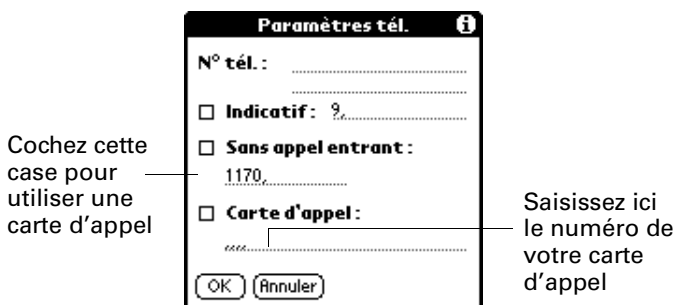 Paramètres tél.
N° tél. :
Indicatif : 9,
Sans appel entrant :
1170,
Carte d'appel :
,,,,
OK Annuler
Cochez cette
case pour
utiliser une
carte d'appel
Saisissez ici
le numéro de
votre carte
d'appel